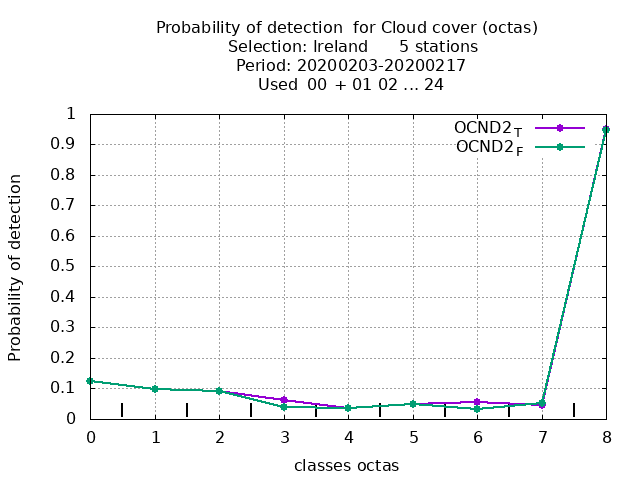 Probability of detection  for Cloud cover (octas)
Selection: Ireland      5 stations
Period: 20200203-20200217
Used  00 + 01 02 ... 24
OCND2_T
OCND2_F
1
0.9
0.8
0.7
0.6
0.5
0.4
0.3
0.2
0.1
0
Probability of detection
0 1 2 3 4 5 6 7 8
classes octas